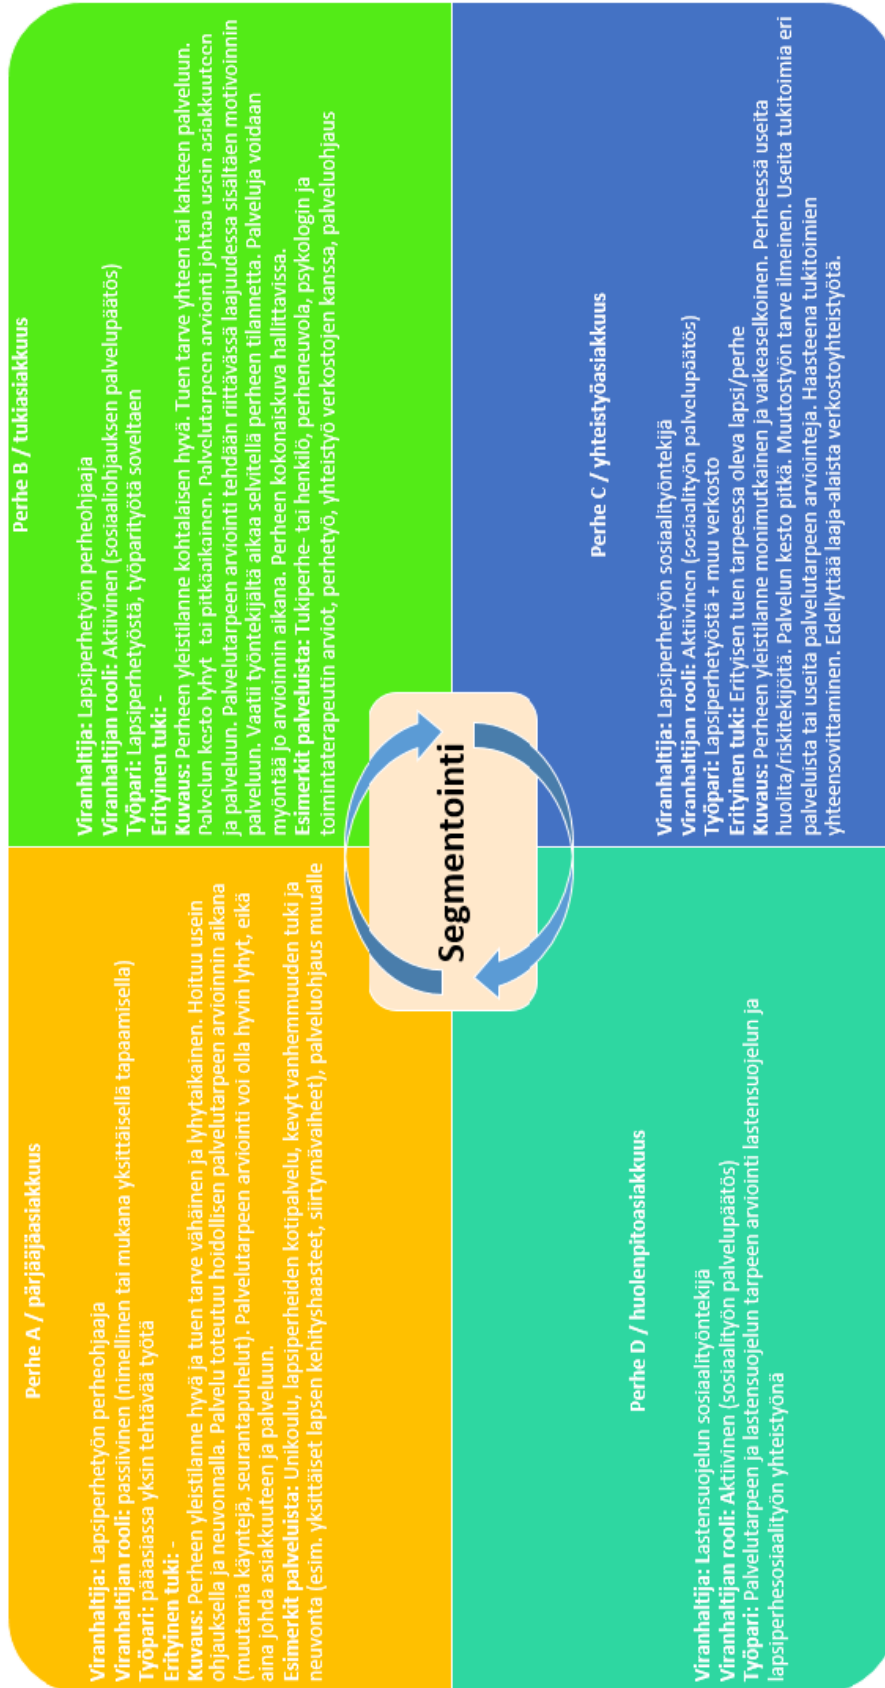 Perhe A / pärjääjäasiakkuus
Viranhaltija: Lapsiperhetyön perheohjaaja
Viranhaltijan rooli: passiivinen (nimellinen tai mukana yksittäisellä tapaamisella)
Työpari: pääasiassa yksin tehtävää työtä
Erityinen tuki: -
Kuvaus: Perheen yleistilanne hyvä ja tuen tarve vähäinen ja lyhytaikainen. Hoituu usein
ohjauksella ja neuvonnalla. Palvelu toteutuu hoidollisen palvelutarpeen arvioinnin aikana
(muutamia käyntejä, seurantapuhelut). Palvelutarpeen arviointi voi olla hyvin lyhyt, eikä
aina johda asiakkuuteen ja palveluun.
Esimerkit palveluista: Unikoulu, lapsiperheiden kotipalvelu, kevyt vanhemmuuden tuki ja
neuvonta (esim. yksittäiset lapsen kehityshaasteet, siirtymävaiheet), palveluohjaus muualle
Perhe B / tukiasiakkuus
Viranhaltija: Lapsiperhetyön perheohjaaja
Viranhaltijan rooli: Aktiivinen (sosiaaliohjauksen palvelupäätös)
Työpari: Lapsiperhetyöstä, työparityötä soveltaen
Erityinen tuki: -
Kuvaus: Perheen yleistilanne kohtalaisen hyvä. Tuen tarve yhteen tai kahteen palveluun.
Palvelun kesto lyhyt- tai pitkäaikainen. Palvelutarpeen arviointi johtaa usein asiakkuuteen
ja palveluun. Palvelutarpeen arviointi tehdään riittävässä laajuudessa sisältäen motivoinnin
palveluun. Vaatii työntekijältä aikaa selvitellä perheen tilannetta. Palveluja voidaan
myöntää jo arvioinnin aikana. Perheen kokonaiskuva hallittavissa.
Esimerkit palveluista: Tukiperhe- tai henkilö, perheneuvola, psykologin ja
toimintaterapeutin arviot, perhetyö, yhteistyö verkostojen kanssa, palveluohjaus
Segmentointi
Perhe D / huolenpitoasiakkuus
Viranhaltija: Lastensuojelun sosiaalityöntekijä
Viranhaltijan rooli: Aktiivinen (sosiaalityön palvelupäätös)
Työpari: Palvelutarpeen ja lastensuojelun tarpeen arviointi lastensuojelun ja
lapsiperhesosiaalityön yhteistyönä
Perhe C / yhteistyöasiakkuus
Viranhaltija: Lapsiperhetyön sosiaalityöntekijä
Viranhaltijan rooli: Aktiivinen (sosiaalityön palvelupäätös)
Työpari: Lapsiperhetyöstä + muu verkosto
Erityinen tuki: Erityisen tuen tarpeessa oleva lapsi/perhe
Kuvaus: Perheen yleistilanne monimutkainen ja vaikeaselkoinen. Perheessä useita
huolita/riskitekijöitä. Palvelun kesto pitkä. Muutostyön tarve ilmeinen. Useita tukitoimia eri
palveluista tai useita palvelutarpeen arviointeja. Haasteena tukitoimien
yhteensovittaminen. Edellyttää laaja-alaista verkostoyhteistyötä.